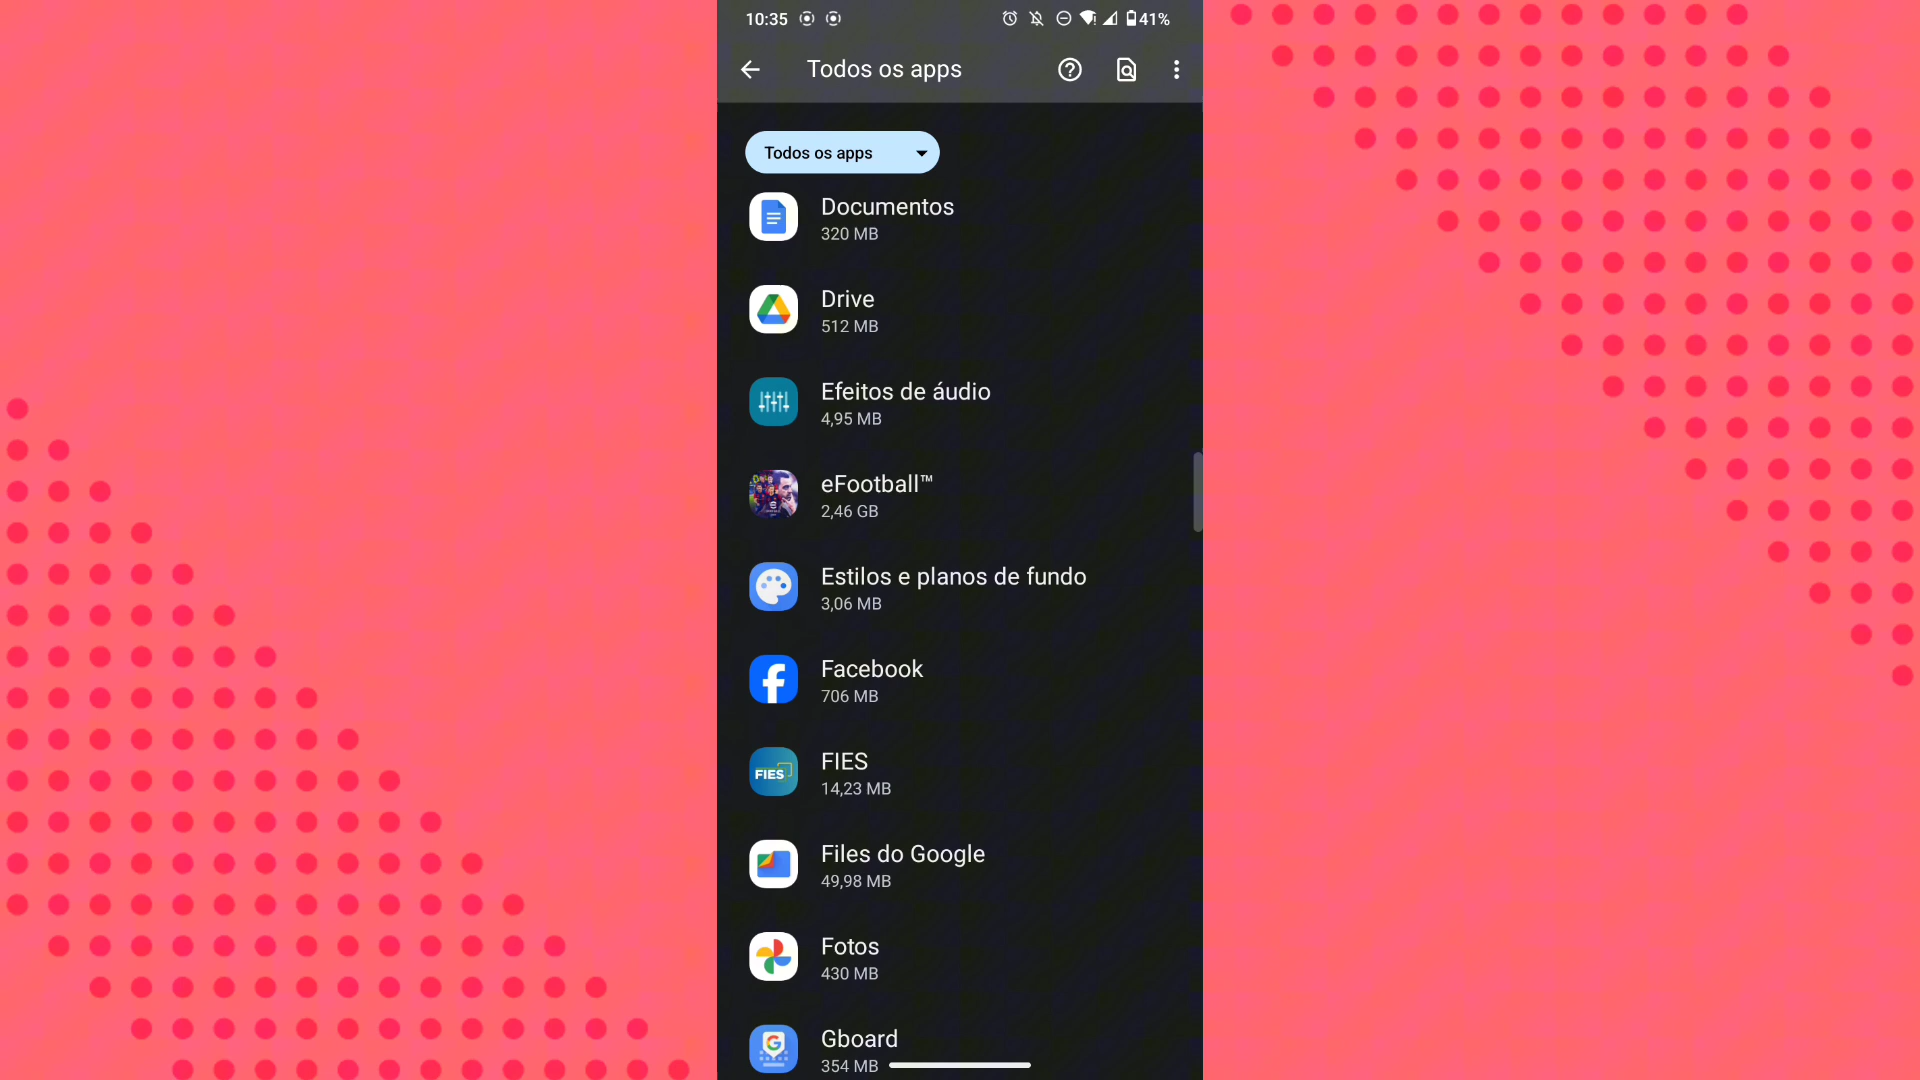 10:35
41%
Todos os apps
Todos os apps
Documentos
320 MB
Drive
512 MB
Efeitos de áudio
4,95 MB
eFootball™
2,46 GB
Estilos e planos de fundo
3,06 MB
Facebook
706 MB
FIES
FIES
14,23 MB
Files do Google
49,98 MB
Fotos
430 MB
Gboard
354 MB